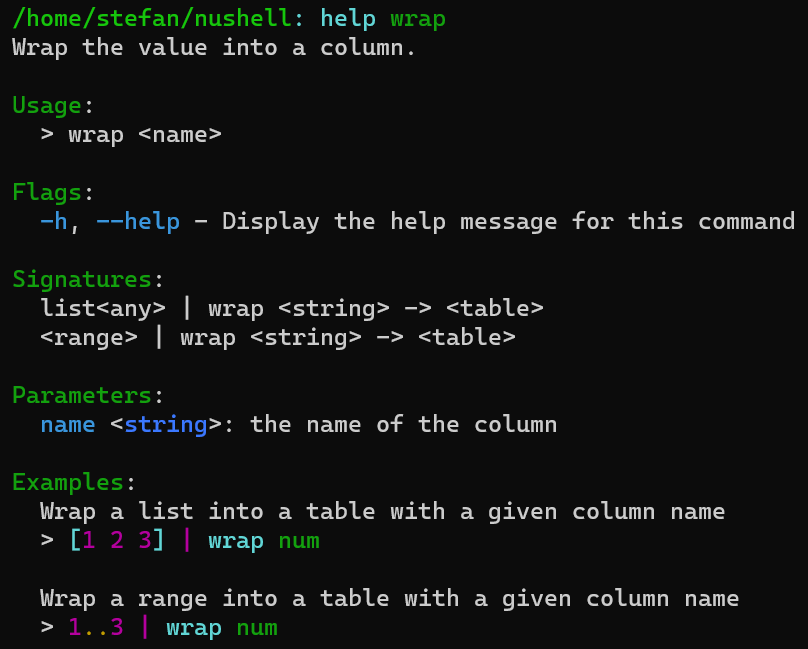 /home/stefan/nushell: help wrap
Wrap the value into a column.
Usage:
> wrap <name>
Flags:
-h, --help - Display the help message for this command
Signatures:
list<any> | wrap <string> -> <table>
<range> | wrap <string> -> <table>
Parameters:
name <string>: the name of the column
Examples:
Wrap a list into a table with a given column name
> [1 2 3] | wrap num
Wrap a range into a table with a given column name
> 1..3 | wrap num